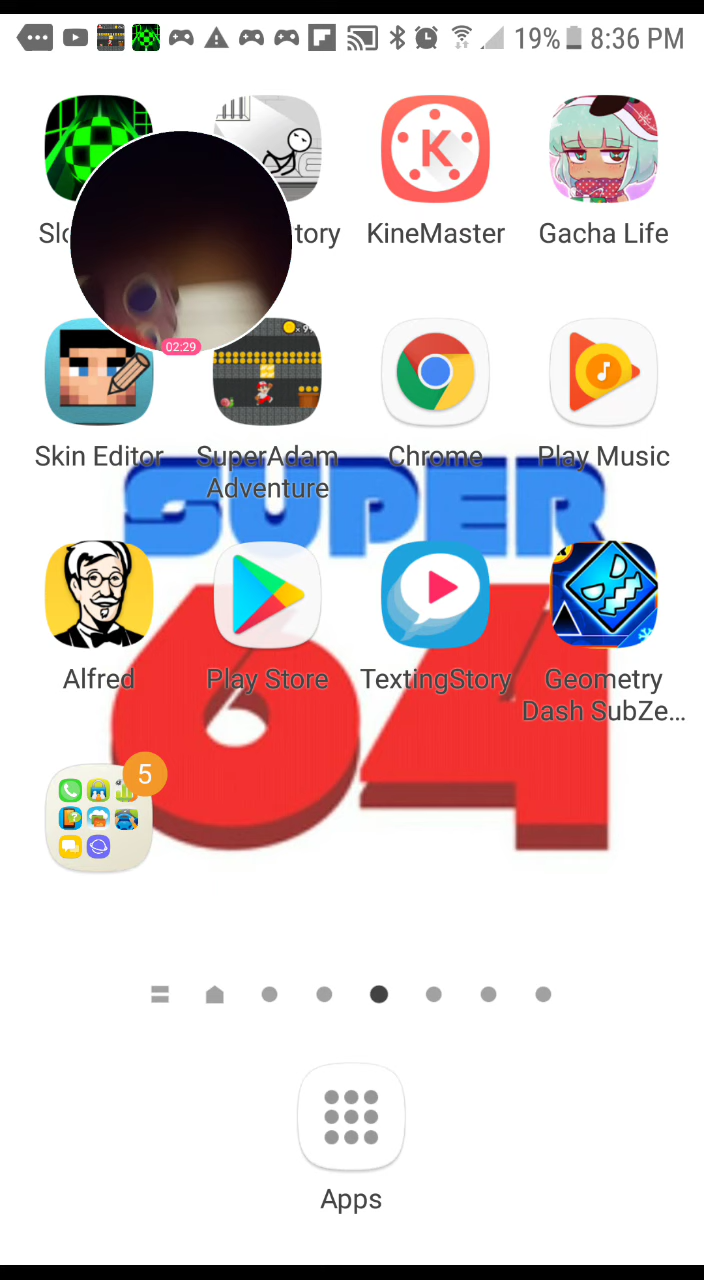 19% 8:36 PM
Slo
tory
KineMaster
Gacha Life
02:29
Skin Editor
SuperAdam
Adventure
Chrome
Play Music
SUPER
64
Alfred
Play Store
TextingStory
Geometry
Dash SubZe...
5
Apps